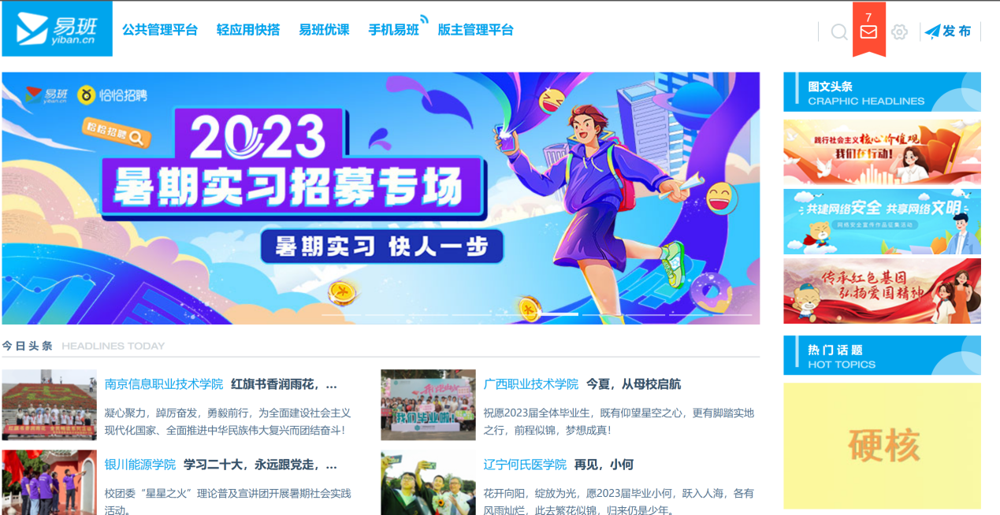 易班
yiban.cn
公共管理平台 轻应用快搭 易班优课 手机易班 版主管理平台
7
发布
易班
yiban.cn
恰恰招聘
恰恰招聘
2023
暑期实习招募专场
暑期实习 快人一步
图文头条
CRAPHIC HEADLINES
践行社会主义核心价值观
我们在行动!
共建网络安全 共享网络文明
网络安全宣传作品征集活动
传承红色基因
弘扬爱国精神
今日头条 HEADLINES TODAY
南京信息职业技术学院 红旗书香润雨花，...
凝心聚力，踔厉奋发，勇毅前行，为全面建设社会主义
现代化国家、全面推进中华民族伟大复兴而团结奋斗！
广西职业技术学院 今夏，从母校启航
祝愿2023届全体毕业生，既有仰望星空之心，更有脚踏实地
之行，前程似锦，梦想成真！
我们毕业啦!
银川能源学院 学习二十大，永远跟党走，...
校团委“星星之火”理论普及宣讲团开展暑期社会实践
活动。
辽宁何氏医学院 再见，小何
花开向阳，绽放为光，愿2023届毕业小何，跃入人海，各有
风雨灿烂，此去繁花似锦，归来仍是少年。
热门话题
HOT TOPICS
硬核